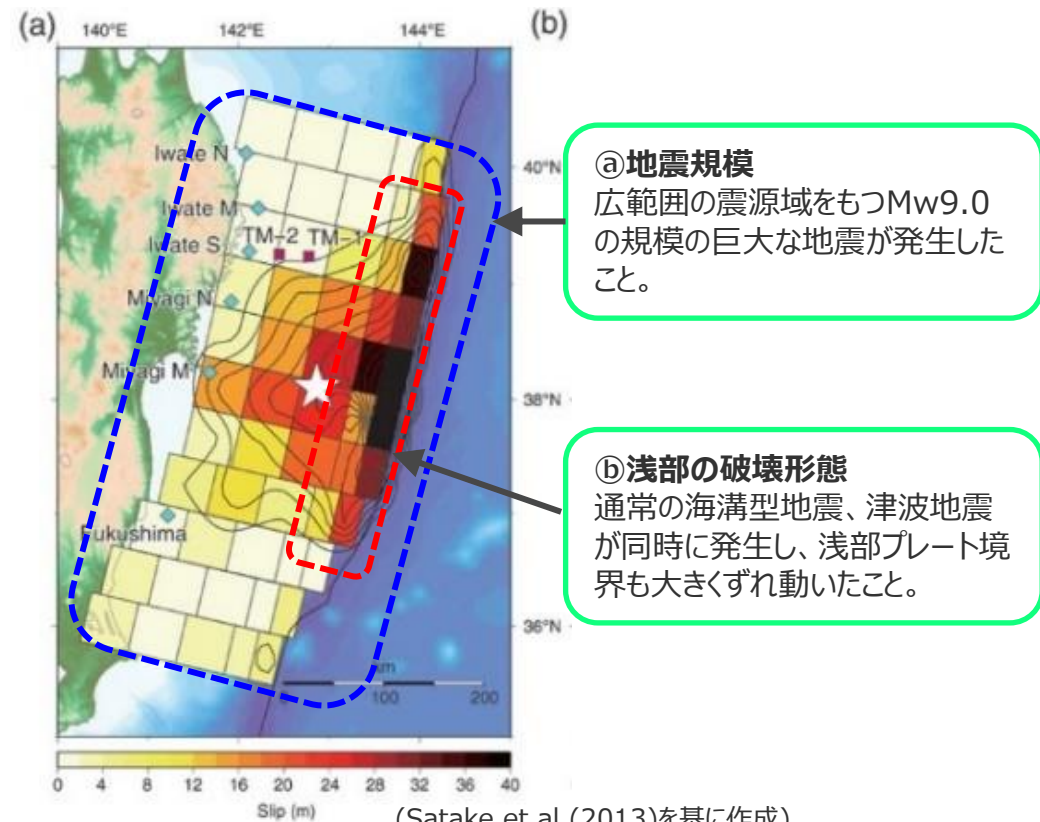 (a)
140°E
142°E
144°E
(b)
ⓐ地震規模
広範囲の震源域をもつMw9.0
の規模の巨大な地震が発生した
こと。
40°N
Iwate N
Iwate M
TM-2 TM-1
Iwate S
Miyagi N
Miyagi M
38°N
ⓑ浅部の破壊形態
通常の海溝型地震、津波地震
が同時に発生し、浅部プレート境
界も大きくずれ動いたこと。
Fukushima
36°N
km
0 100 200
0 4 8 12 16 20 24 28 32 36 40
Slip (m)
(Satake et al.(2013)を基に作成)